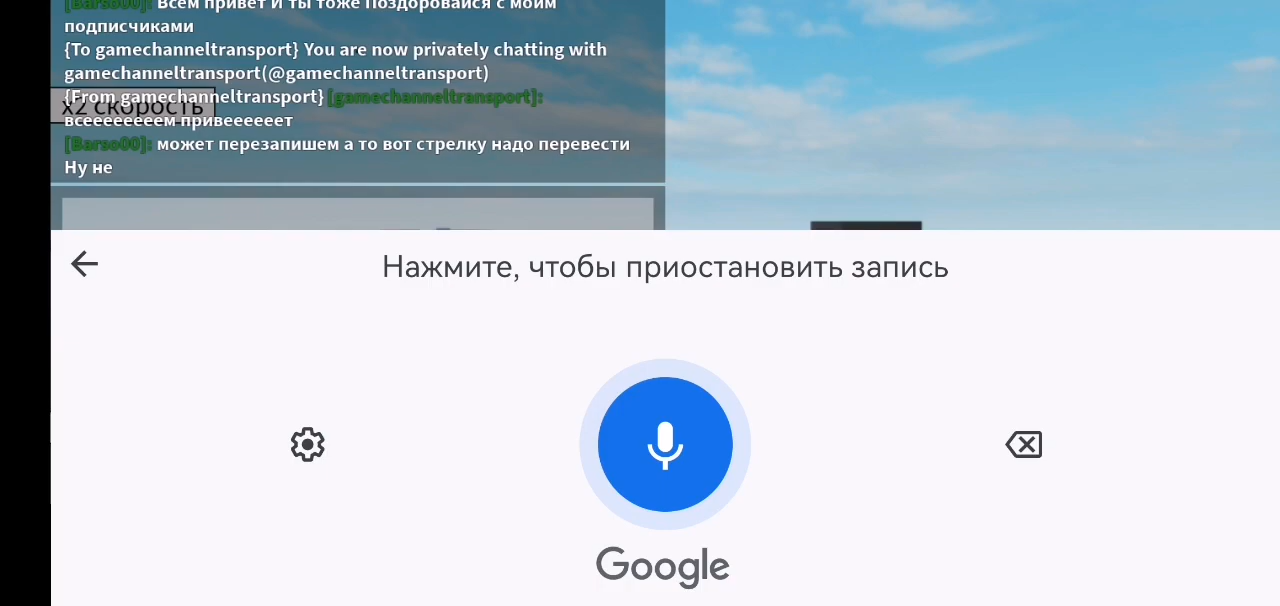 [Barso00]: Всем привет И ты тоже Поздоровайся с моим
подписчиками
{To gamechanneltransport} You are now privately chatting with
gamechanneltransport(@gamechanneltransport)
{From gamechanneltransport} [gamechanneltransport]:
х2 скорость
всеееееееем привеееееет
[Barso00]: может перезапишем а то вот стрелку надо перевести
Ну не
Нажмите, чтобы приостановить запись
Google